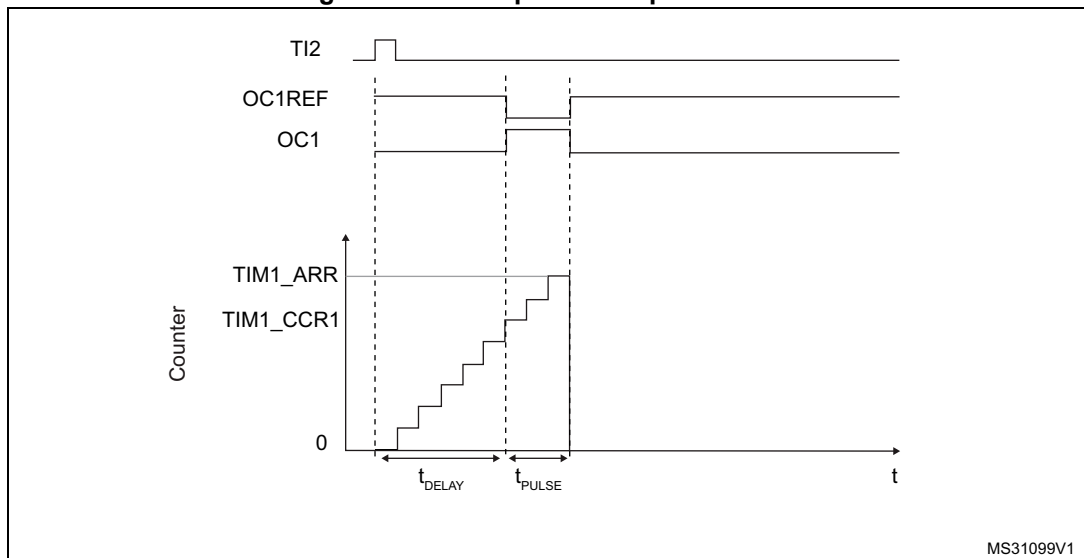 TI2
OC1REF
OC1
TIM1_ARR
TIM1_CCR1
Counter
0
tDELAY
tPULSE
t
MS31099V1